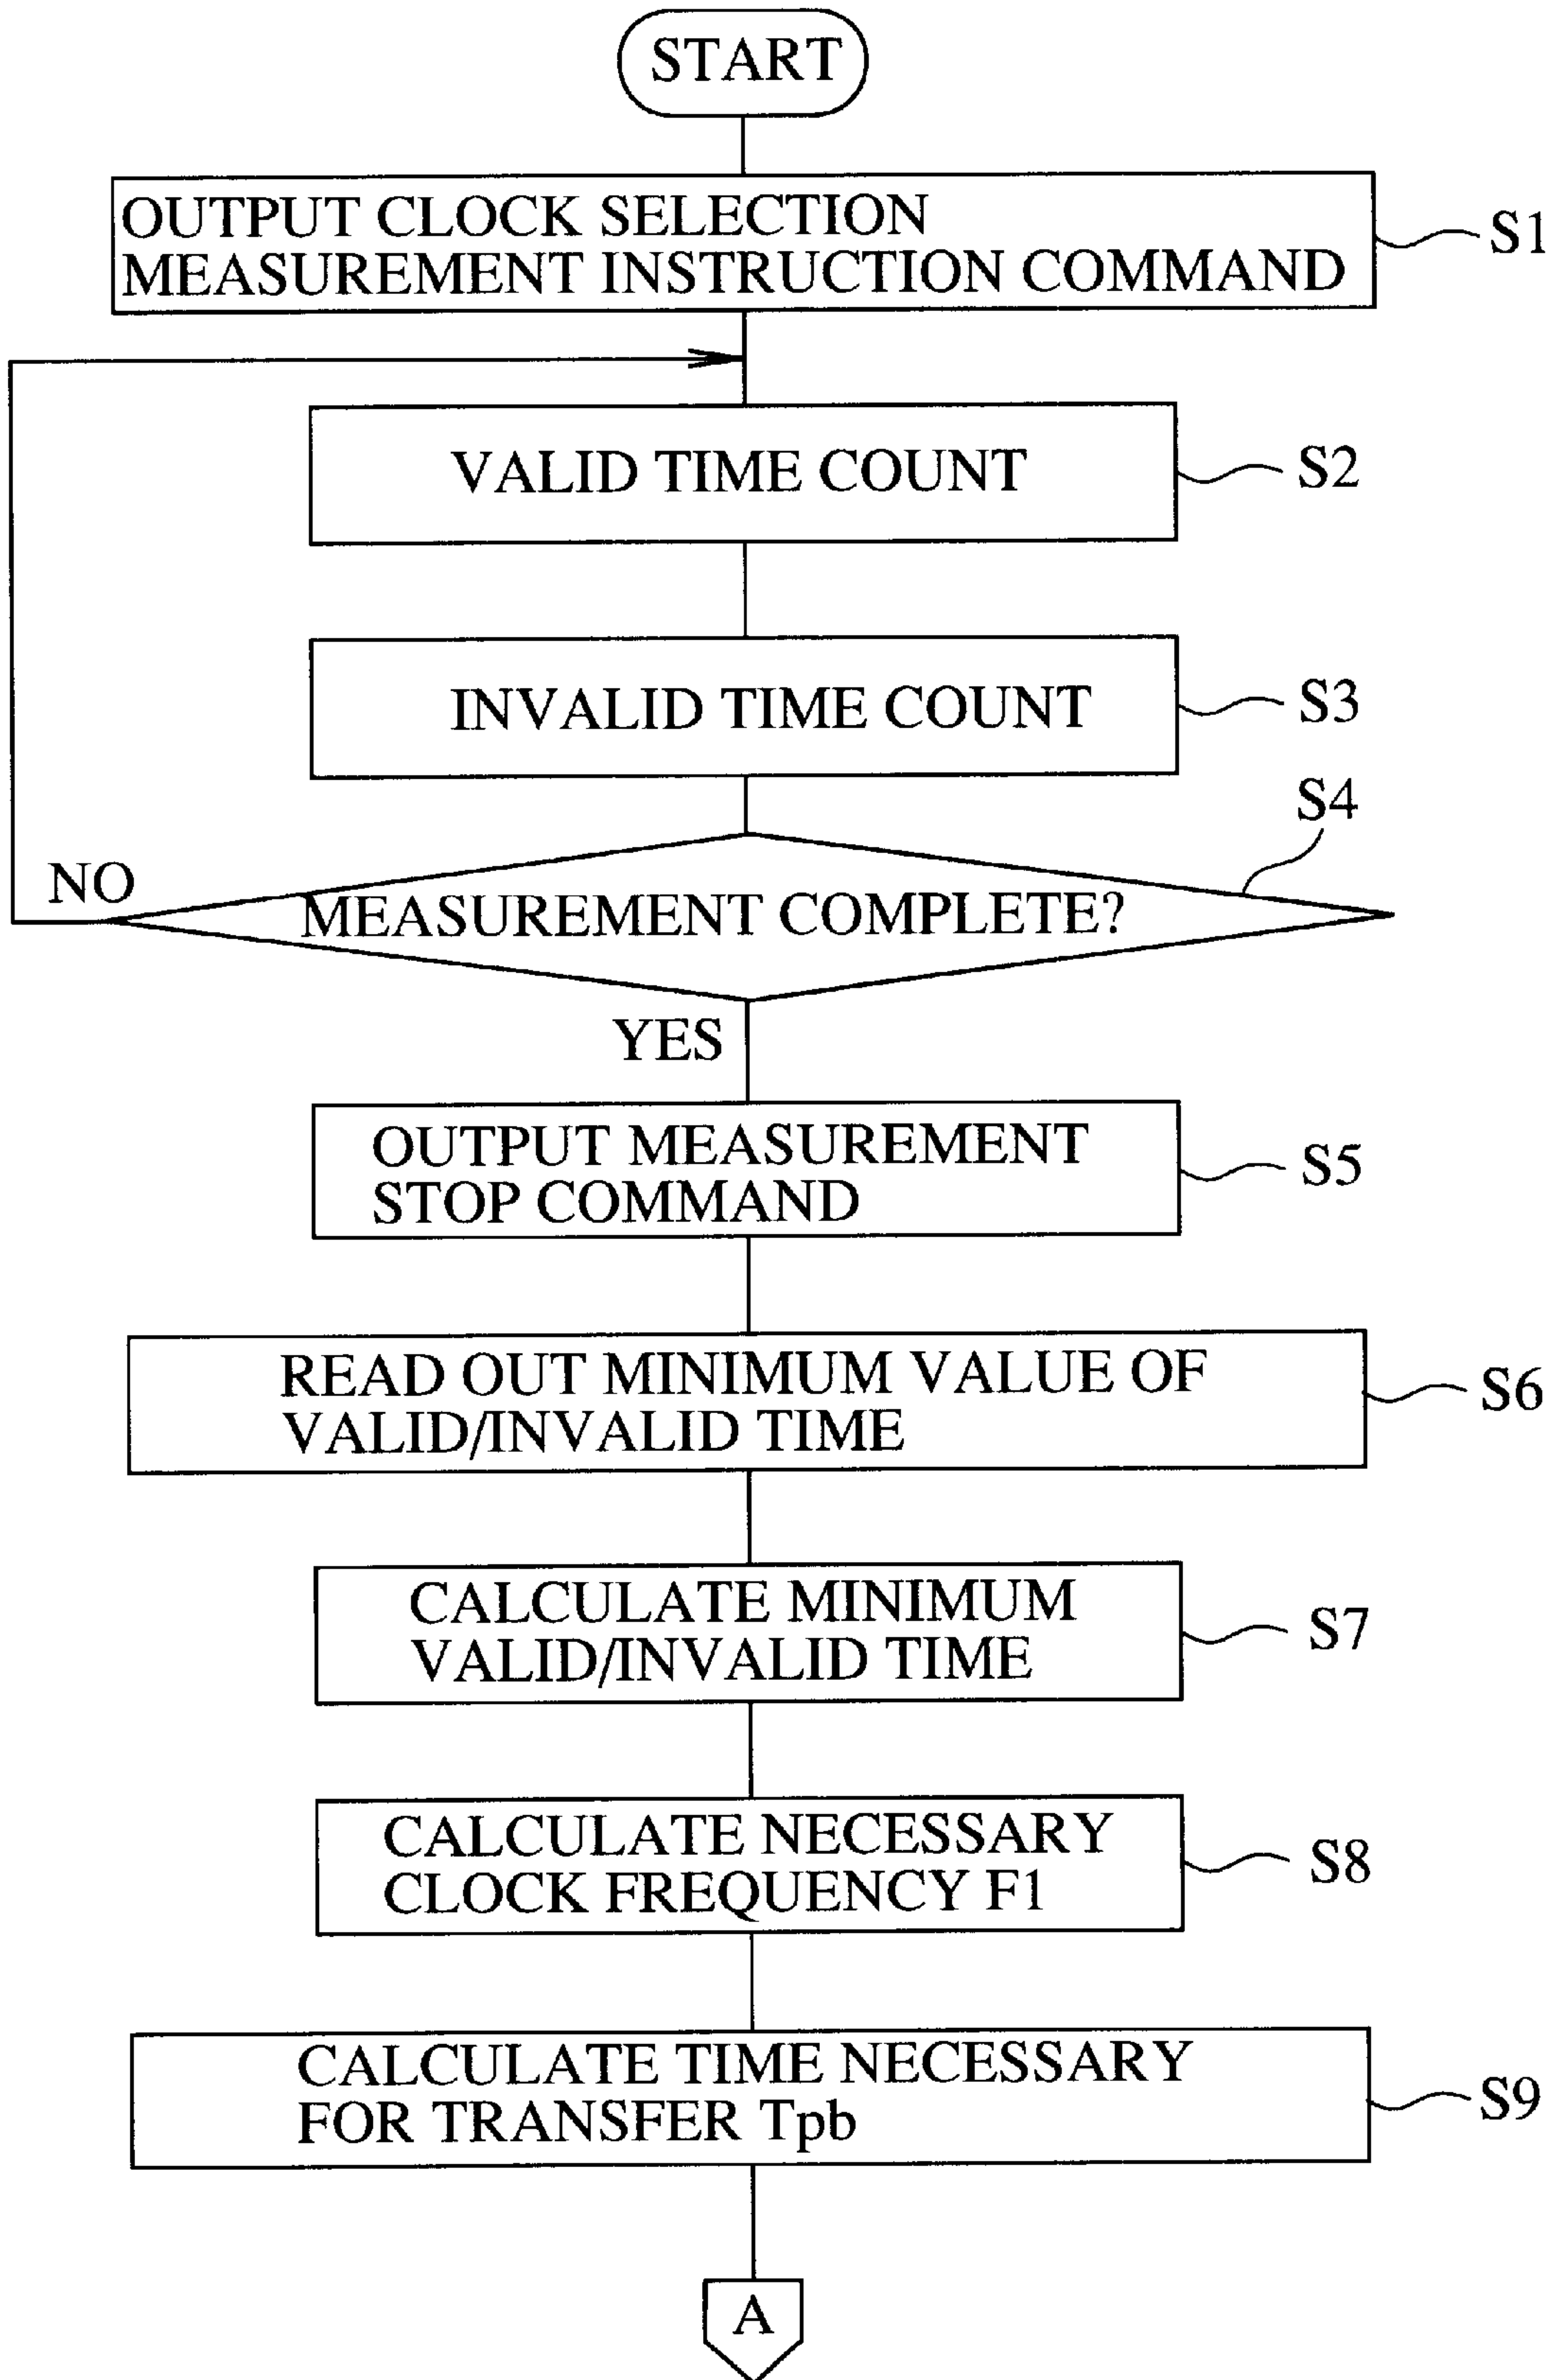 START
OUTPUT CLOCK SELECTION
MEASUREMENT INSTRUCTION COMMAND
S1
VALID TIME COUNT
S2
INVALID TIME COUNT
S3
S4
NO
MEASUREMENT COMPLETE?
YES
OUTPUT MEASUREMENT
STOP COMMAND
S5
READ OUT MINIMUM VALUE OF
VALID/INVALID TIME
S6
CALCULATE MINIMUM
VALID/INVALID TIME
S7
CALCULATE NECESSARY
CLOCK FREQUENCY F1
S8
CALCULATE TIME NECESSARY
FOR TRANSFER Tpb
S9
A